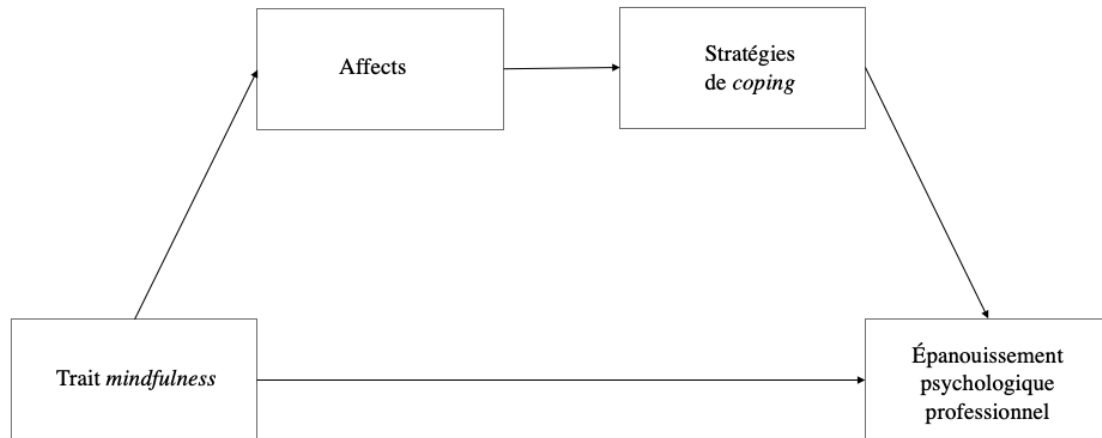 Affects
Stratégies
de coping
Trait mindfulness
Épanouissement
psychologique
professionnel